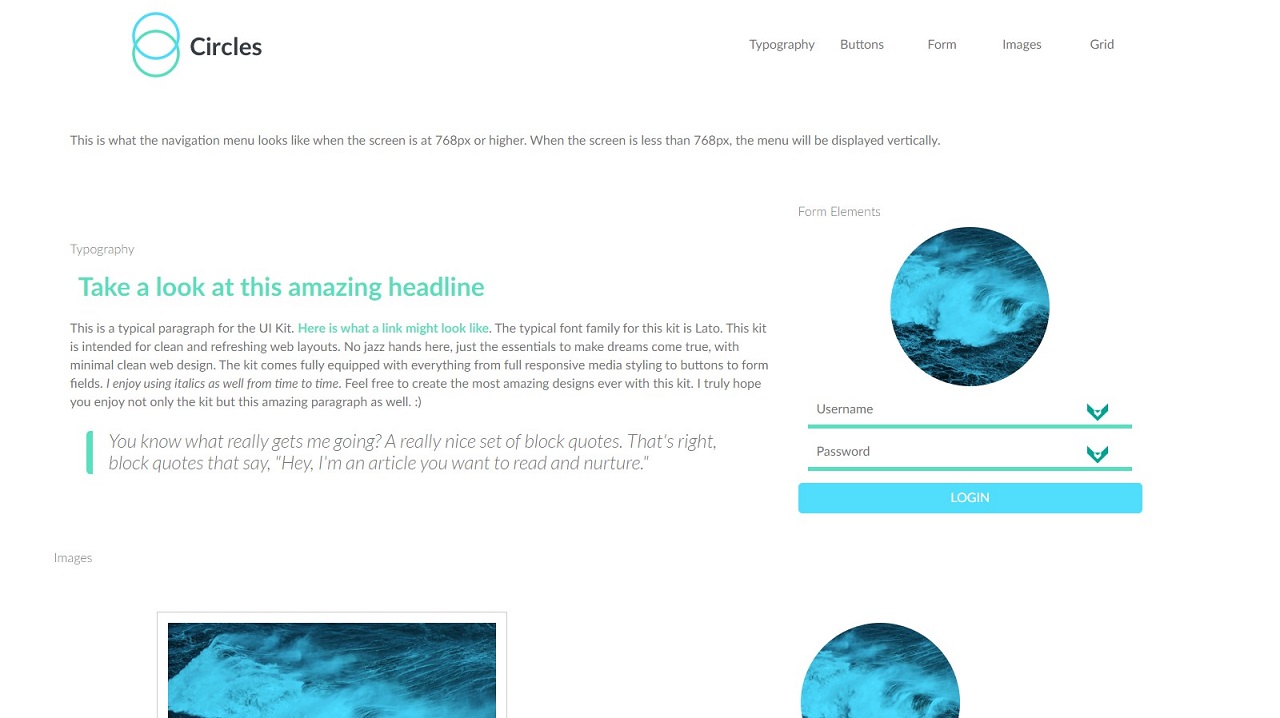 Circles
Typography Buttons Form Images Grid
This is what the navigation menu looks like when the screen is at 768px or higher. When the screen is less than 768px, the menu will be displayed vertically.
Typography
Take a look at this amazing headline
This is a typical paragraph for the UI Kit. Here is what a link might look like. The typical font family for this kit is Lato. This kit
is intended for clean and refreshing web layouts. No jazz hands here, just the essentials to make dreams come true, with
minimal clean web design. The kit comes fully equipped with everything from full responsive media styling to buttons to form
fields. I enjoy using italics as well from time to time. Feel free to create the most amazing designs ever with this kit. I truly hope
you enjoy not only the kit but this amazing paragraph as well. :)
You know what really gets me going? A really nice set of block quotes. That's right,
block quotes that say, "Hey, I'm an article you want to read and nurture."
Form Elements
Username
Password
LOGIN
Images